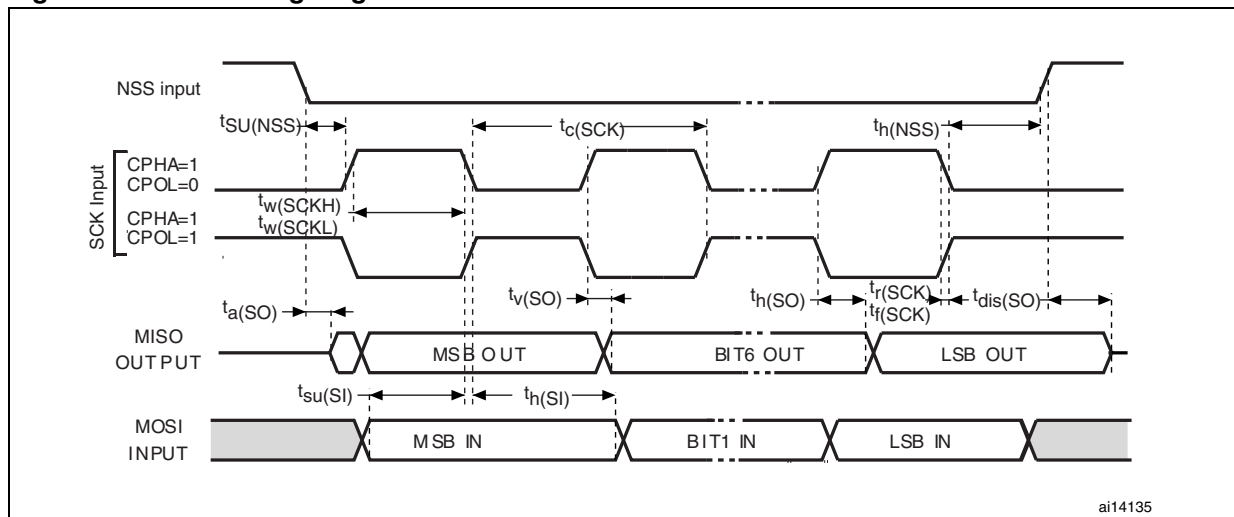 NSS input
tSU(NSS)
tc(SCK)
th(NSS)
SCK Input
CPHA=1
CPOL=0
tw(SCKH)
tw(SCKL)
CPHA=1
CPOL=1
ta(SO)
tv(SO)
th(SO)
tr(SCK)
tf(SCK)
tdis(SO)
MISO
OUTPUT
MSB OUT
BIT6 OUT
LSB OUT
tsu(SI)
th(SI)
MOSI
INPUT
MSB IN
BIT1 IN
LSB IN
ai14135